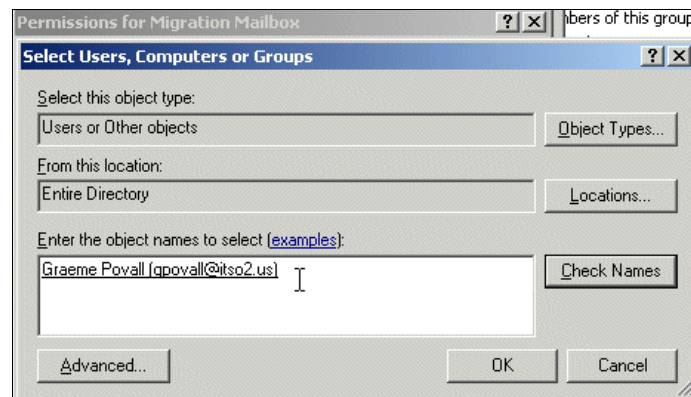 Permissions for Migration Mailbox
bers of this group
Select Users, Computers or Groups
Select this object type:
Users or Other objects
Object Types...
From this location:
Entire Directory
Locations...
Enter the object names to select (examples):
Graeme Povall (gpovall@itso2.us)
Check Names
Advanced...
OK
Cancel